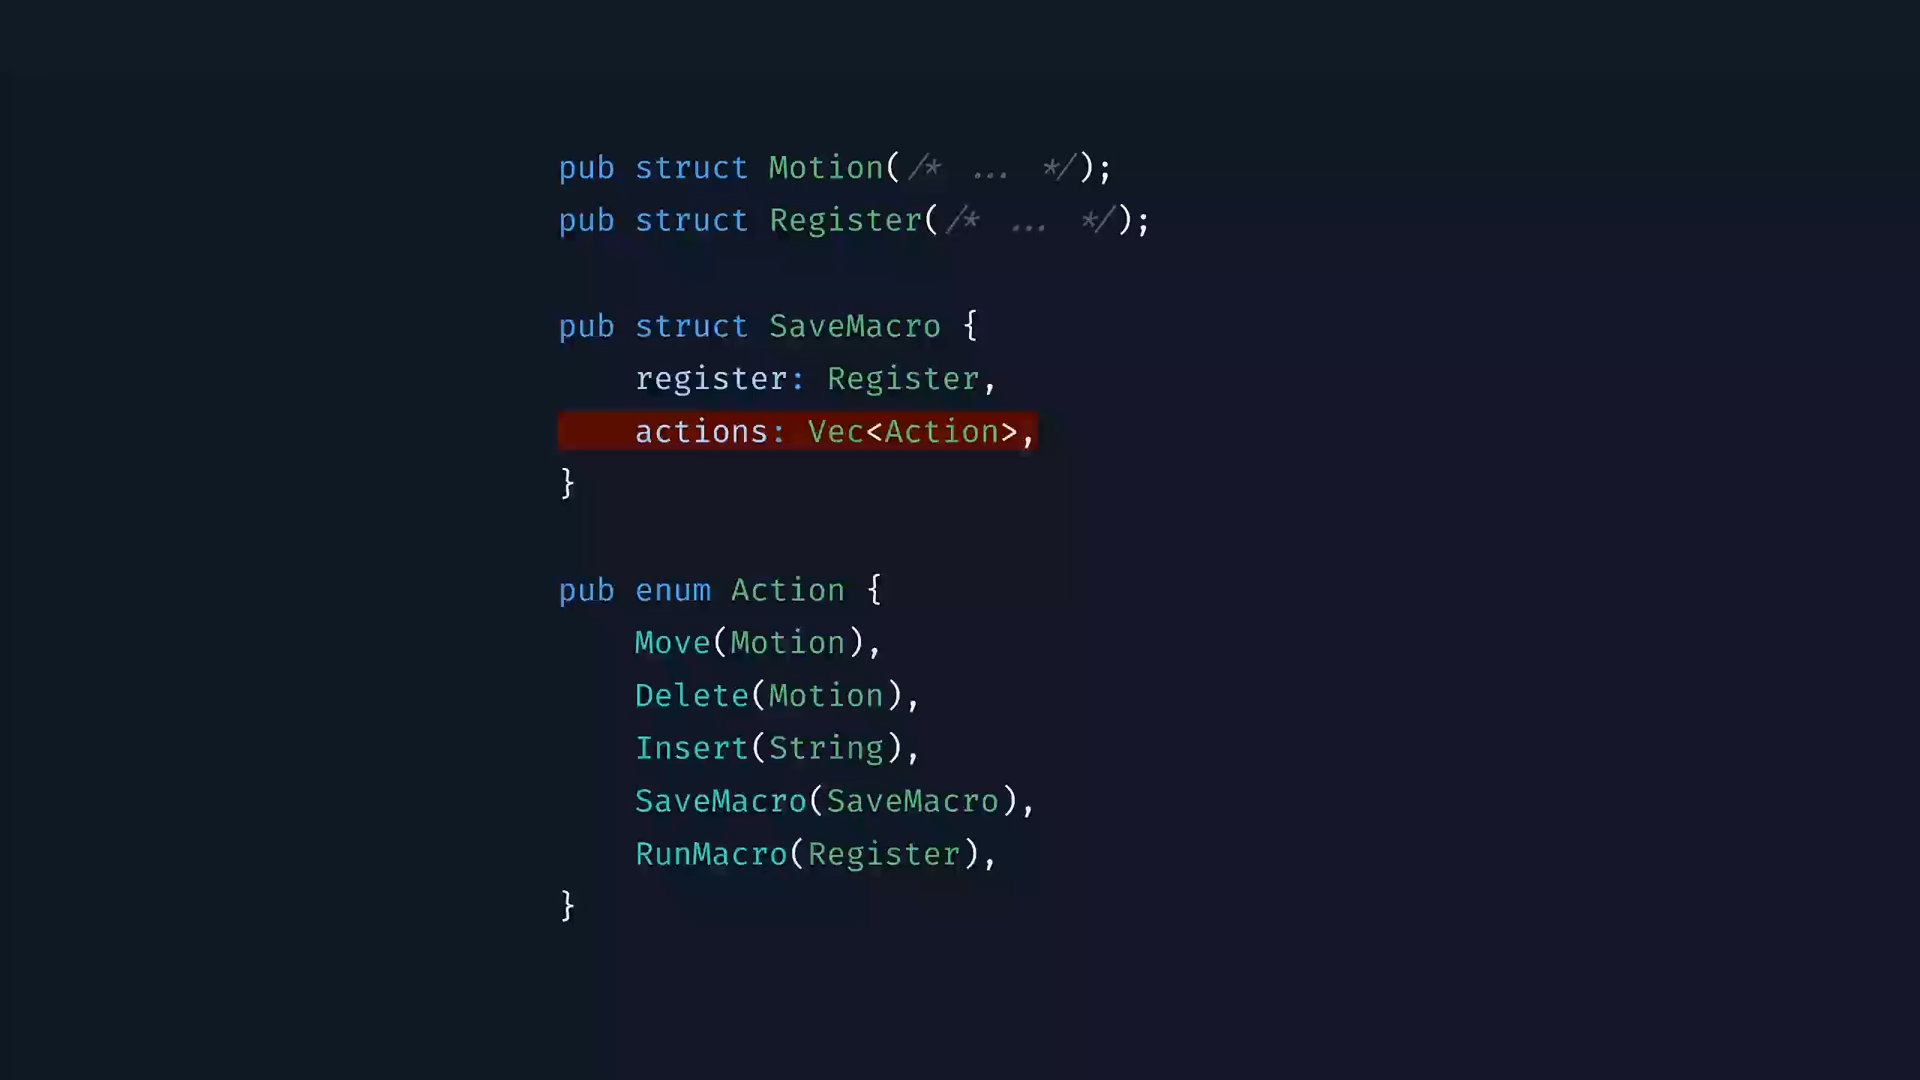 pub struct Motion(/* ... */);
pub struct Register(/* ... */);

pub struct SaveMacro {
    register: Register,
    actions: Vec<Action>,
}

pub enum Action {
    Move(Motion),
    Delete(Motion),
    Insert(String),
    SaveMacro(SaveMacro),
    RunMacro(Register),
}